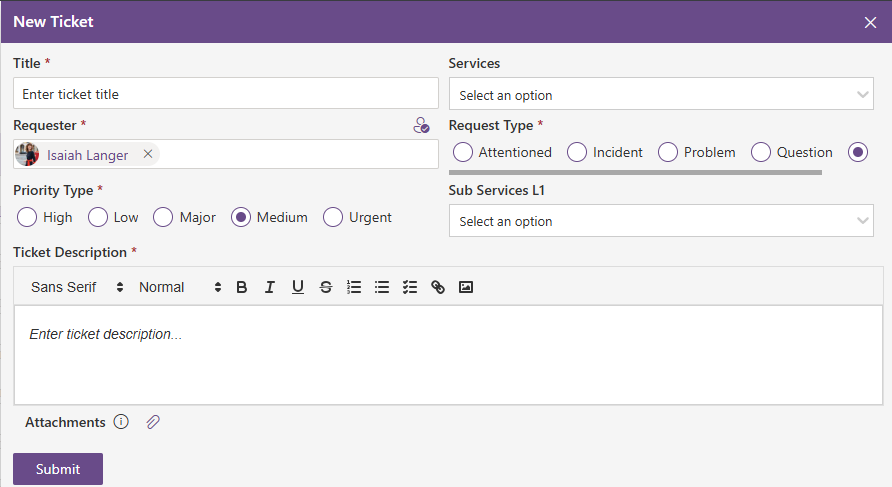 New Ticket
Title *
Services
Enter ticket title
Select an option
Requester *
Request Type *
Isaiah Langer
Attentioned Incident Problem Question
Priority Type *
Sub Services L1
High Low Major Medium Urgent
Select an option
Ticket Description *
Sans Serif Normal B I U S
Enter ticket description...
Attachments
Submit